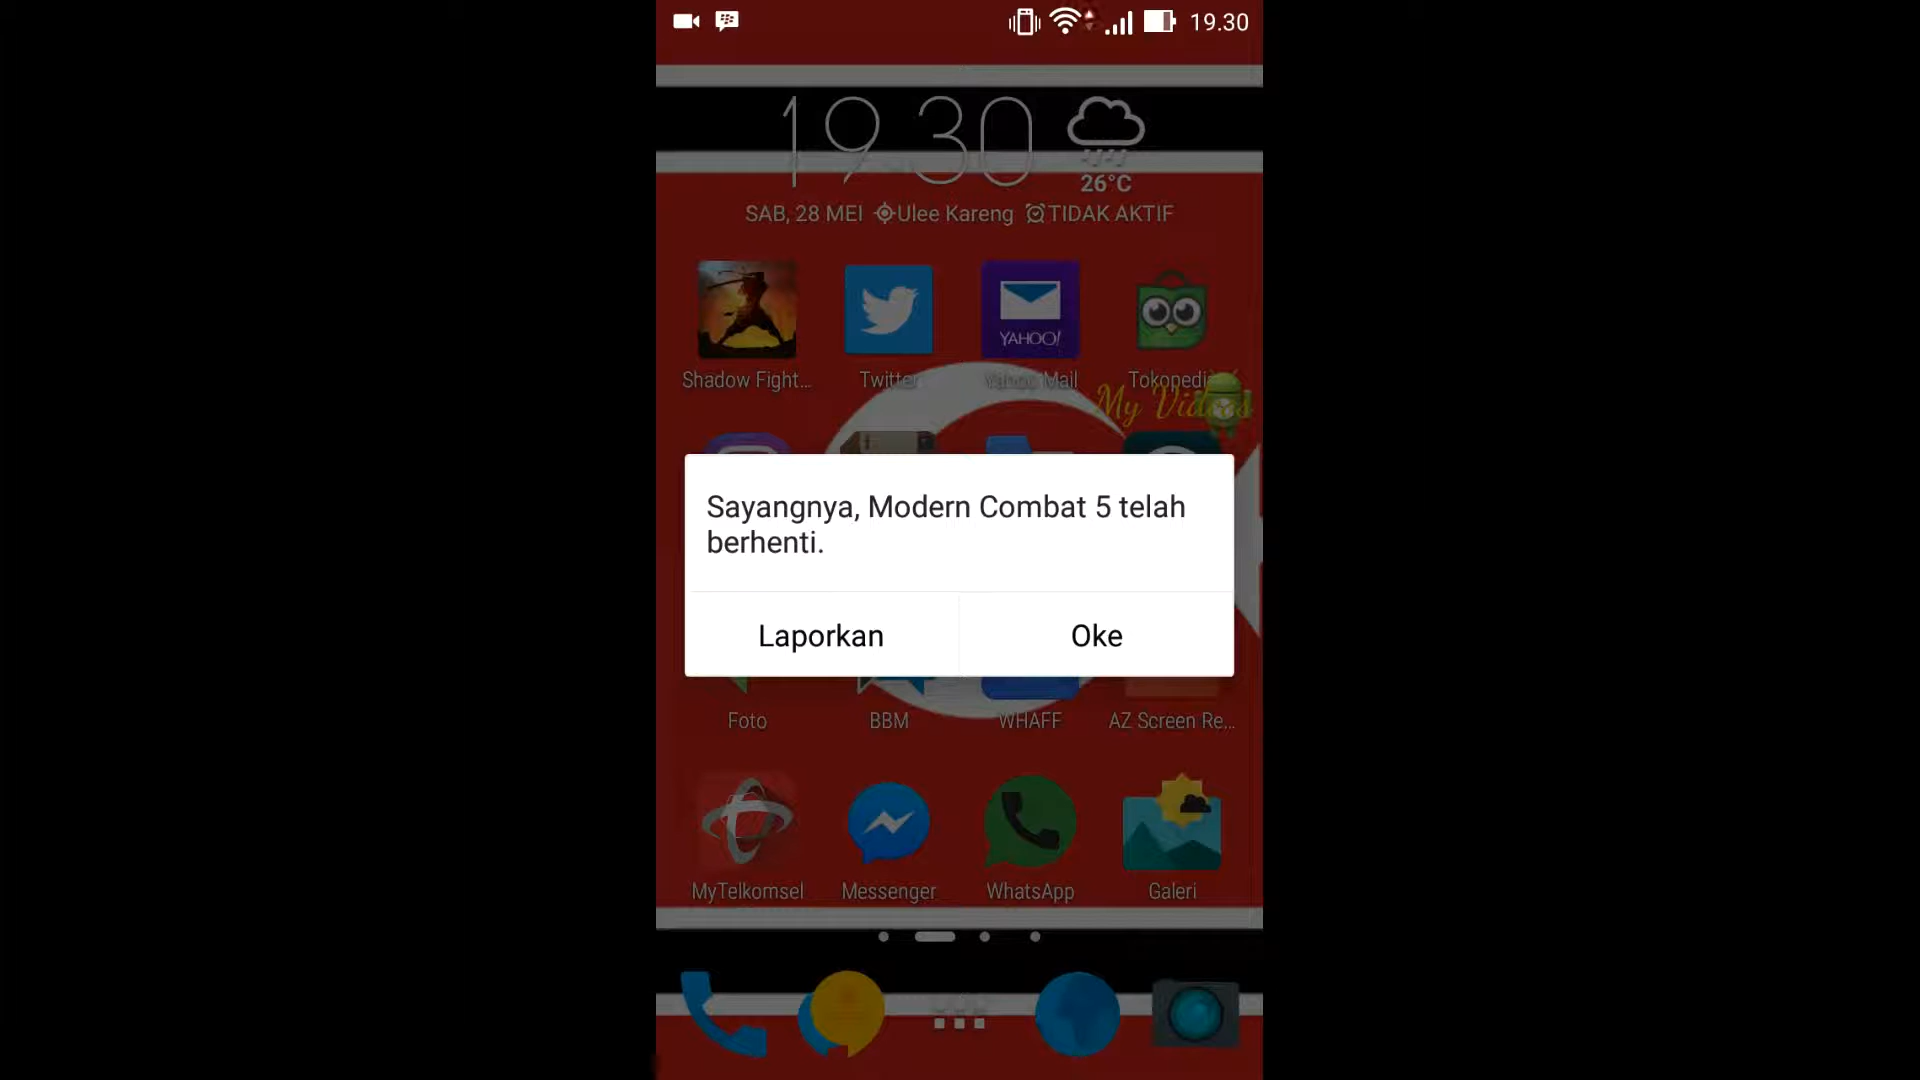 19.30
19.30
26°C
SAB, 28 MEI Ulee Kareng TIDAK AKTIF
YAHOO!
Shadow Fight... Twitter Yahoo Mail Tokopedia
My Videos
Sayangnya, Modern Combat 5 telah
berhenti.
Laporkan Oke
Foto BBM WHAFF AZ Screen Re...
MyTelkomsel Messenger WhatsApp Galeri